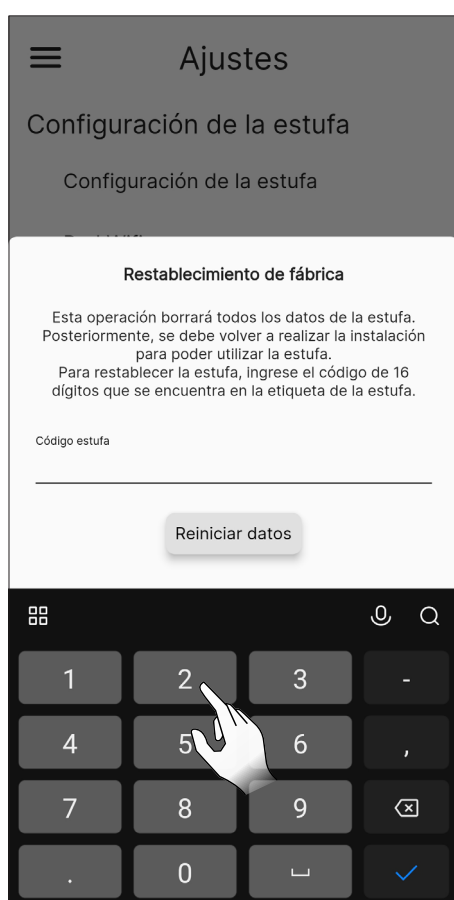 Ajustes
Configuración de la estufa
Configuración de la estufa
Restablecimiento de fábrica
Esta operación borrará todos los datos de la estufa.
Posteriormente, se debe volver a realizar la instalación
para poder utilizar la estufa.
Para restablecer la estufa, ingrese el código de 16
dígitos que se encuentra en la etiqueta de la estufa.
Código estufa
Reiniciar datos
1 2 3 -
4 5 6 ,
7 8 9
. 0